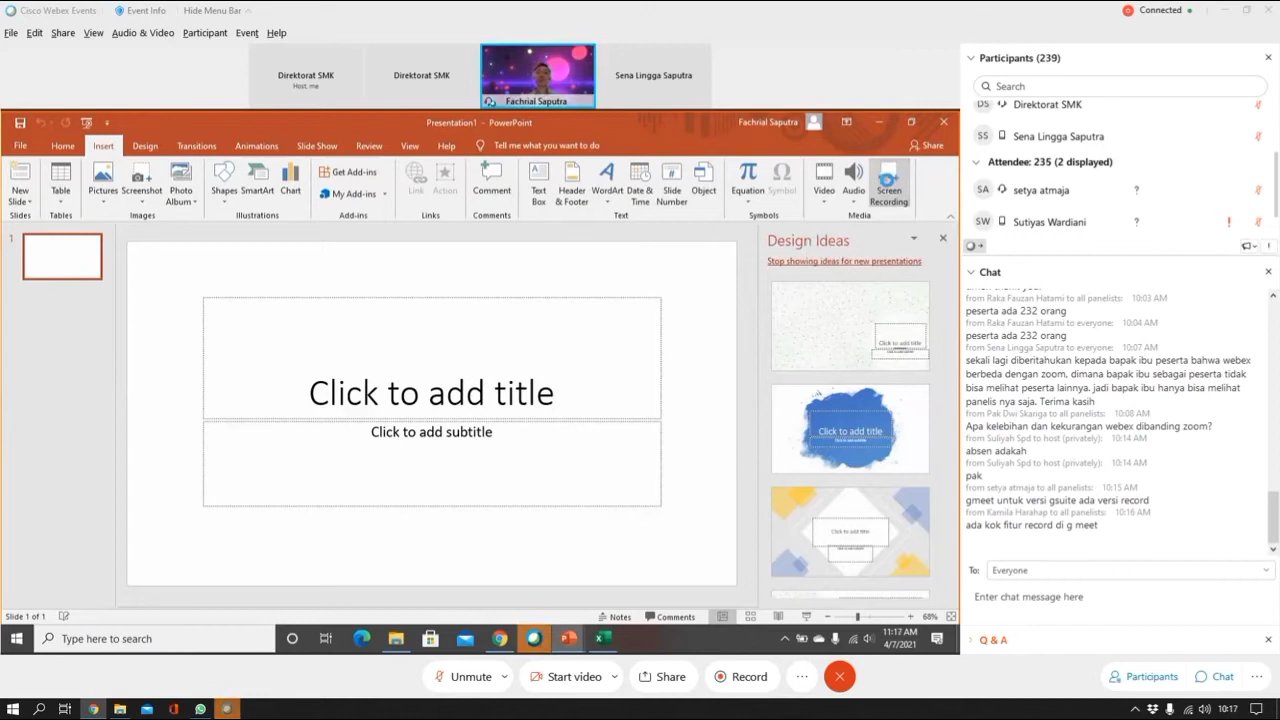 Cisco Webex Events
Event Info
Hide Menu Bar
Connected
File Edit Share View Audio & Video Participant Event Help
Direktorat SMK
Host, me
Direktorat SMK
Fachrial Saputra
Sena Lingga Saputra
Presentation1 - PowerPoint
Fachrial Saputra
File Home Insert Design Transitions Animations Slide Show Review View Help Tell me what you want to do
Share
New Slide
Slides
Table
Tables
Pictures
Screenshot
Photo Album
Images
Shapes
SmartArt
Chart
Illustrations
Get Add-ins
My Add-ins
Add-ins
Link
Action
Links
Comment
Comments
Text Box
Header & Footer
WordArt
Date & Time
Slide Number
Object
Text
Equation
Symbol
Symbols
Video
Audio
Screen Recording
Media
1
Click to add title
Click to add subtitle
Design Ideas
Stop showing ideas for new presentations
Click to add title
Click to add title
Click to add title
Slide 1 of 1
Notes
Comments
68%
Type here to search
11:17 AM
4/7/2021
Unmute
Start video
Share
Record
Participants (239)
Search
DS Direktorat SMK
SS Sena Lingga Saputra
Attendee: 235 (2 displayed)
SA setya atmaja ?
SW Sutiyas Wardiani ? !
Chat
from Raka Fauzan Hatami to all panelists: 10:03 AM
peserta ada 232 orang
from Raka Fauzan Hatami to everyone: 10:04 AM
peserta ada 232 orang
from Sena Lingga Saputra to everyone: 10:07 AM
sekali lagi diberitahukan kepada bapak ibu peserta bahwa webex
berbeda dengan zoom, dimana bapak ibu sebagai peserta tidak
bisa melihat peserta lainnya. jadi bapak ibu hanya bisa melihat
panelis nya saja. Terima kasih
from Pak Dwi Skanga to all panelists: 10:08 AM
Apa kelebihan dan kekurangan webex dibanding zoom?
from Suliyah Spd to host (privately): 10:14 AM
absen adakah
from Suliyah Spd to host (privately): 10:14 AM
pak
from setya atmaja to all panelists: 10:15 AM
gmeet untuk versi gsuite ada versi record
from Kamila Harahap to all panelists: 10:16 AM
ada kok fitur record di g meet
To: Everyone
Enter chat message here
Q & A
Participants
Chat
10:17